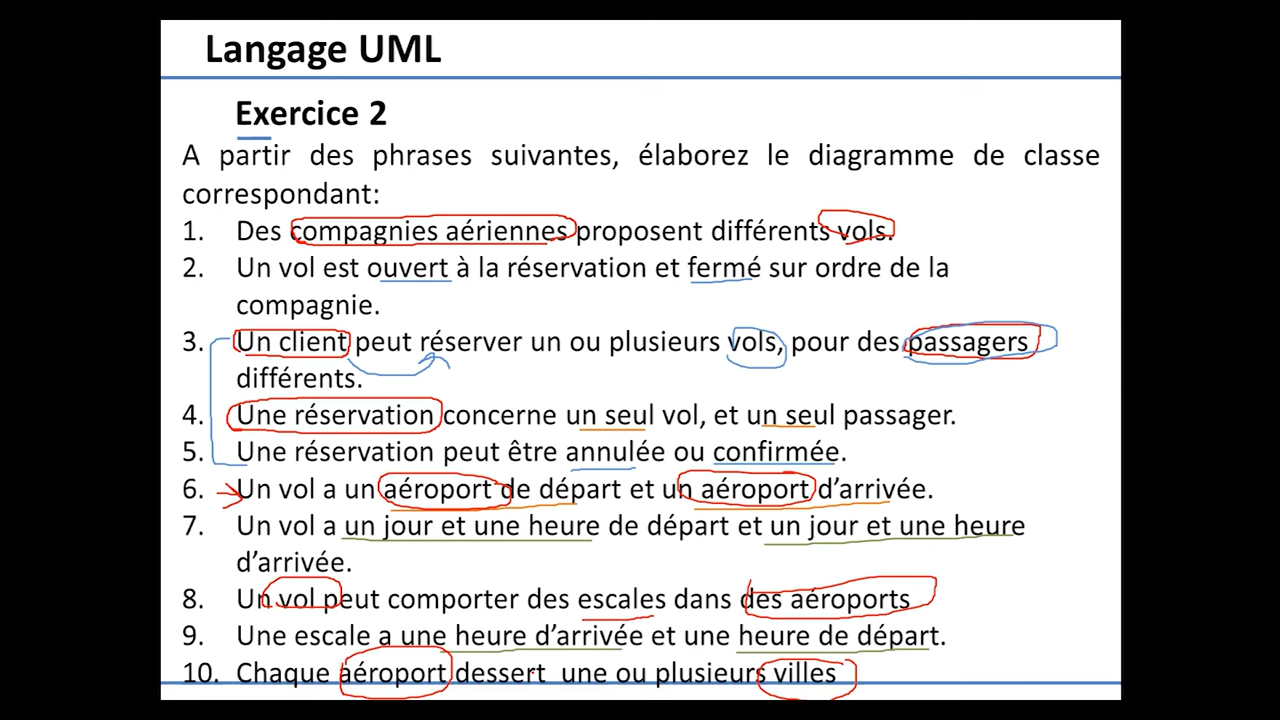 Langage UML
Exercice 2
A partir des phrases suivantes, élaborez le diagramme de classe
correspondant:
1. Des compagnies aériennes proposent différents vols.
2. Un vol est ouvert à la réservation et fermé sur ordre de la
compagnie.
3. Un client peut réserver un ou plusieurs vols, pour des passagers
différents.
4. Une réservation concerne un seul vol, et un seul passager.
5. Une réservation peut être annulée ou confirmée.
6. Un vol a un aéroport de départ et un aéroport d’arrivée.
7. Un vol a un jour et une heure de départ et un jour et une heure
d’arrivée.
8. Un vol peut comporter des escales dans des aéroports
9. Une escale a une heure d’arrivée et une heure de départ.
10. Chaque aéroport dessert une ou plusieurs villes